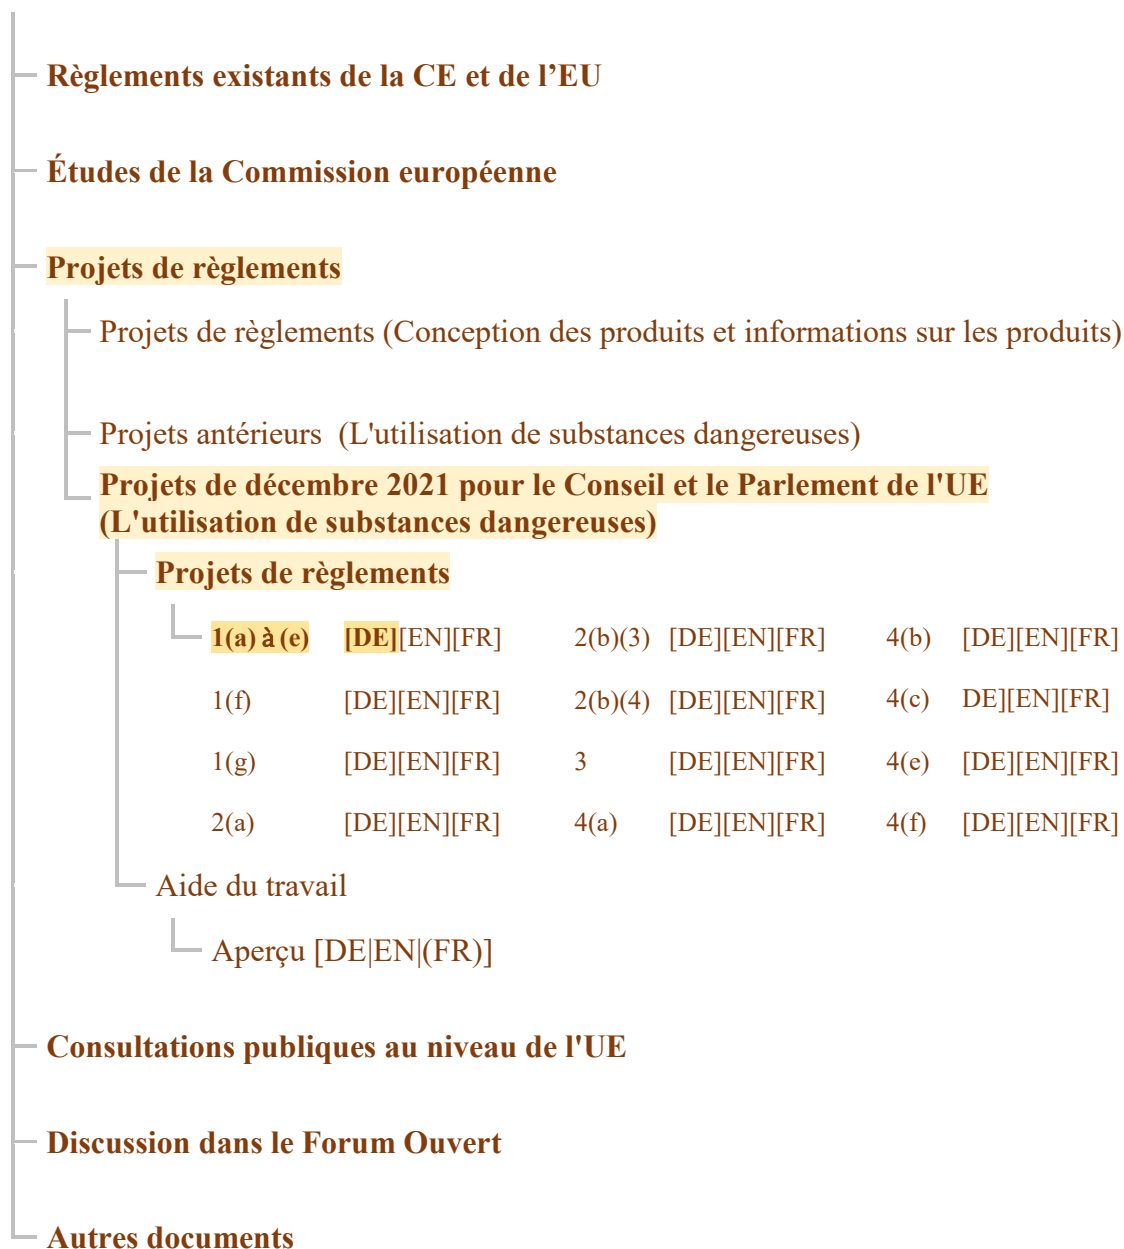 Règlements existants de la CE et de l’EU
Études de la Commission européenne
Projets de règlements
Projets de règlements (Conception des produits et informations sur les produits)
Projets antérieurs (L'utilisation de substances dangereuses)
Projets de décembre 2021 pour le Conseil et le Parlement de l'UE
(L'utilisation de substances dangereuses)
Projets de règlements
1(a) à (e) [DE][EN][FR] 2(b)(3) [DE][EN][FR] 4(b) [DE][EN][FR]
1(f) [DE][EN][FR] 2(b)(4) [DE][EN][FR] 4(c) DE][EN][FR]
1(g) [DE][EN][FR] 3 [DE][EN][FR] 4(e) [DE][EN][FR]
2(a) [DE][EN][FR] 4(a) [DE][EN][FR] 4(f) [DE][EN][FR]
Aide du travail
Aperçu [DE|EN|(FR)]
Consultations publiques au niveau de l'UE
Discussion dans le Forum Ouvert
Autres documents